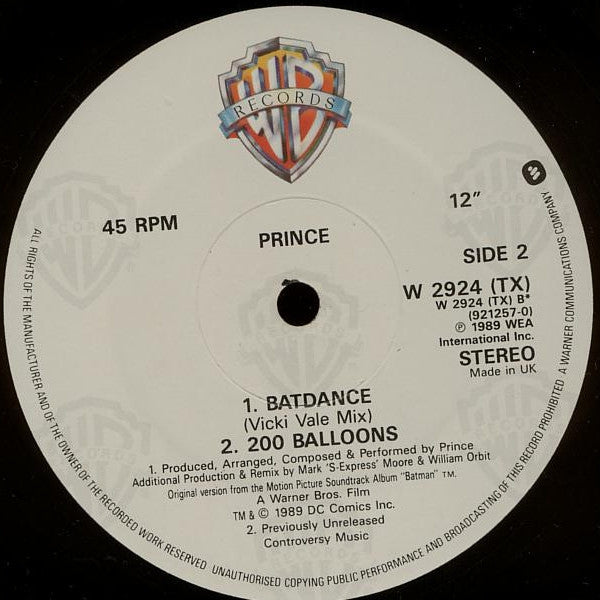 WB
RECORDS
45 RPM
PRINCE
12"
SIDE 2
W 2924 (TX)
W 2924 (TX) B*
(921257-0)
℗ 1989 WEA
International Inc.
STEREO
Made in UK
1. BATDANCE
(Vicki Vale Mix)
2. 200 BALLOONS
1. Produced, Arranged, Composed & Performed by Prince
Additional Production & Remix by Mark 'S-Express' Moore & William Orbit
Original version from the Motion Picture Soundtrack Album "Batman" ™.
A Warner Bros. Film
TM & © 1989 DC Comics Inc.
2. Previously Unreleased
Controversy Music
ALL RIGHTS OF THE MANUFACTURER AND OF THE OWNER OF THE RECORDED WORK RESERVED UNAUTHORISED COPYING PUBLIC PERFORMANCE AND BROADCASTING OF THIS RECORD PROHIBITED A WARNER COMMUNICATIONS COMPANY